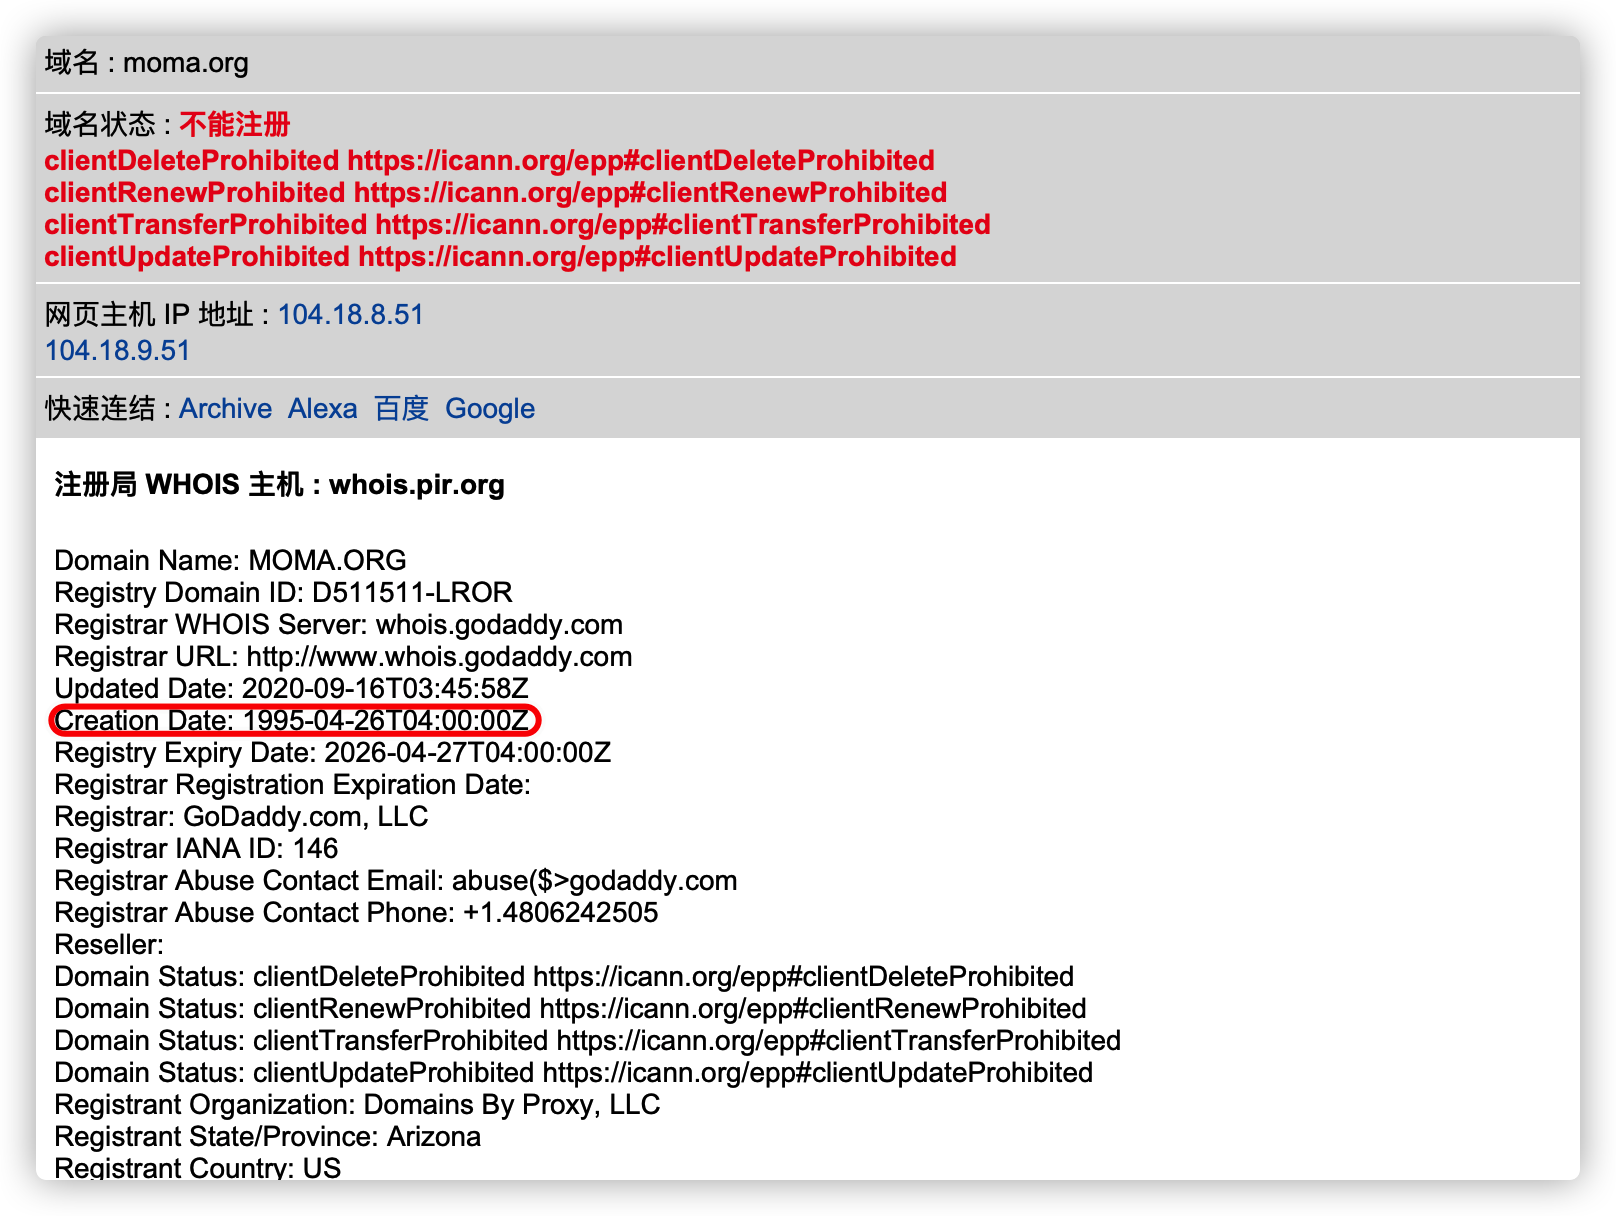 域名 : moma.org
域名状态 : 不能注册
clientDeleteProhibited https://icann.org/epp#clientDeleteProhibited
clientRenewProhibited https://icann.org/epp#clientRenewProhibited
clientTransferProhibited https://icann.org/epp#clientTransferProhibited
clientUpdateProhibited https://icann.org/epp#clientUpdateProhibited
网页主机 IP 地址 : 104.18.8.51
104.18.9.51
快速连结 : Archive Alexa 百度 Google
注册局 WHOIS 主机 : whois.pir.org
Domain Name: MOMA.ORG
Registry Domain ID: D511511-LROR
Registrar WHOIS Server: whois.godaddy.com
Registrar URL: http://www.whois.godaddy.com
Updated Date: 2020-09-16T03:45:58Z
Creation Date: 1995-04-26T04:00:00Z
Registry Expiry Date: 2026-04-27T04:00:00Z
Registrar Registration Expiration Date:
Registrar: GoDaddy.com, LLC
Registrar IANA ID: 146
Registrar Abuse Contact Email: abuse($>godaddy.com
Registrar Abuse Contact Phone: +1.4806242505
Reseller:
Domain Status: clientDeleteProhibited https://icann.org/epp#clientDeleteProhibited
Domain Status: clientRenewProhibited https://icann.org/epp#clientRenewProhibited
Domain Status: clientTransferProhibited https://icann.org/epp#clientTransferProhibited
Domain Status: clientUpdateProhibited https://icann.org/epp#clientUpdateProhibited
Registrant Organization: Domains By Proxy, LLC
Registrant State/Province: Arizona
Registrant Country: US